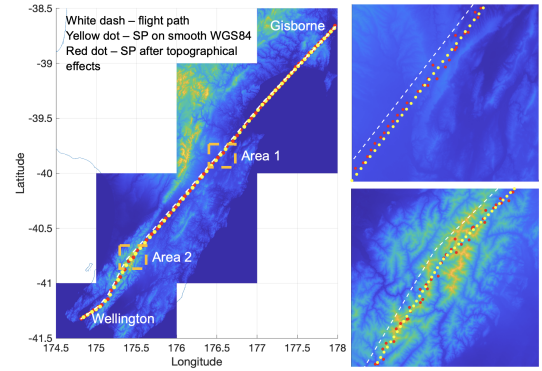 White dash – flight path
Yellow dot – SP on smooth WGS84
Red dot – SP after topographical
effects
Gisborne
Area 1
Area 2
Wellington
Latitude
-38.5
-39
-39.5
-40
-40.5
-41
-41.5
174.5 175 175.5 176 176.5 177 177.5 178
Longitude